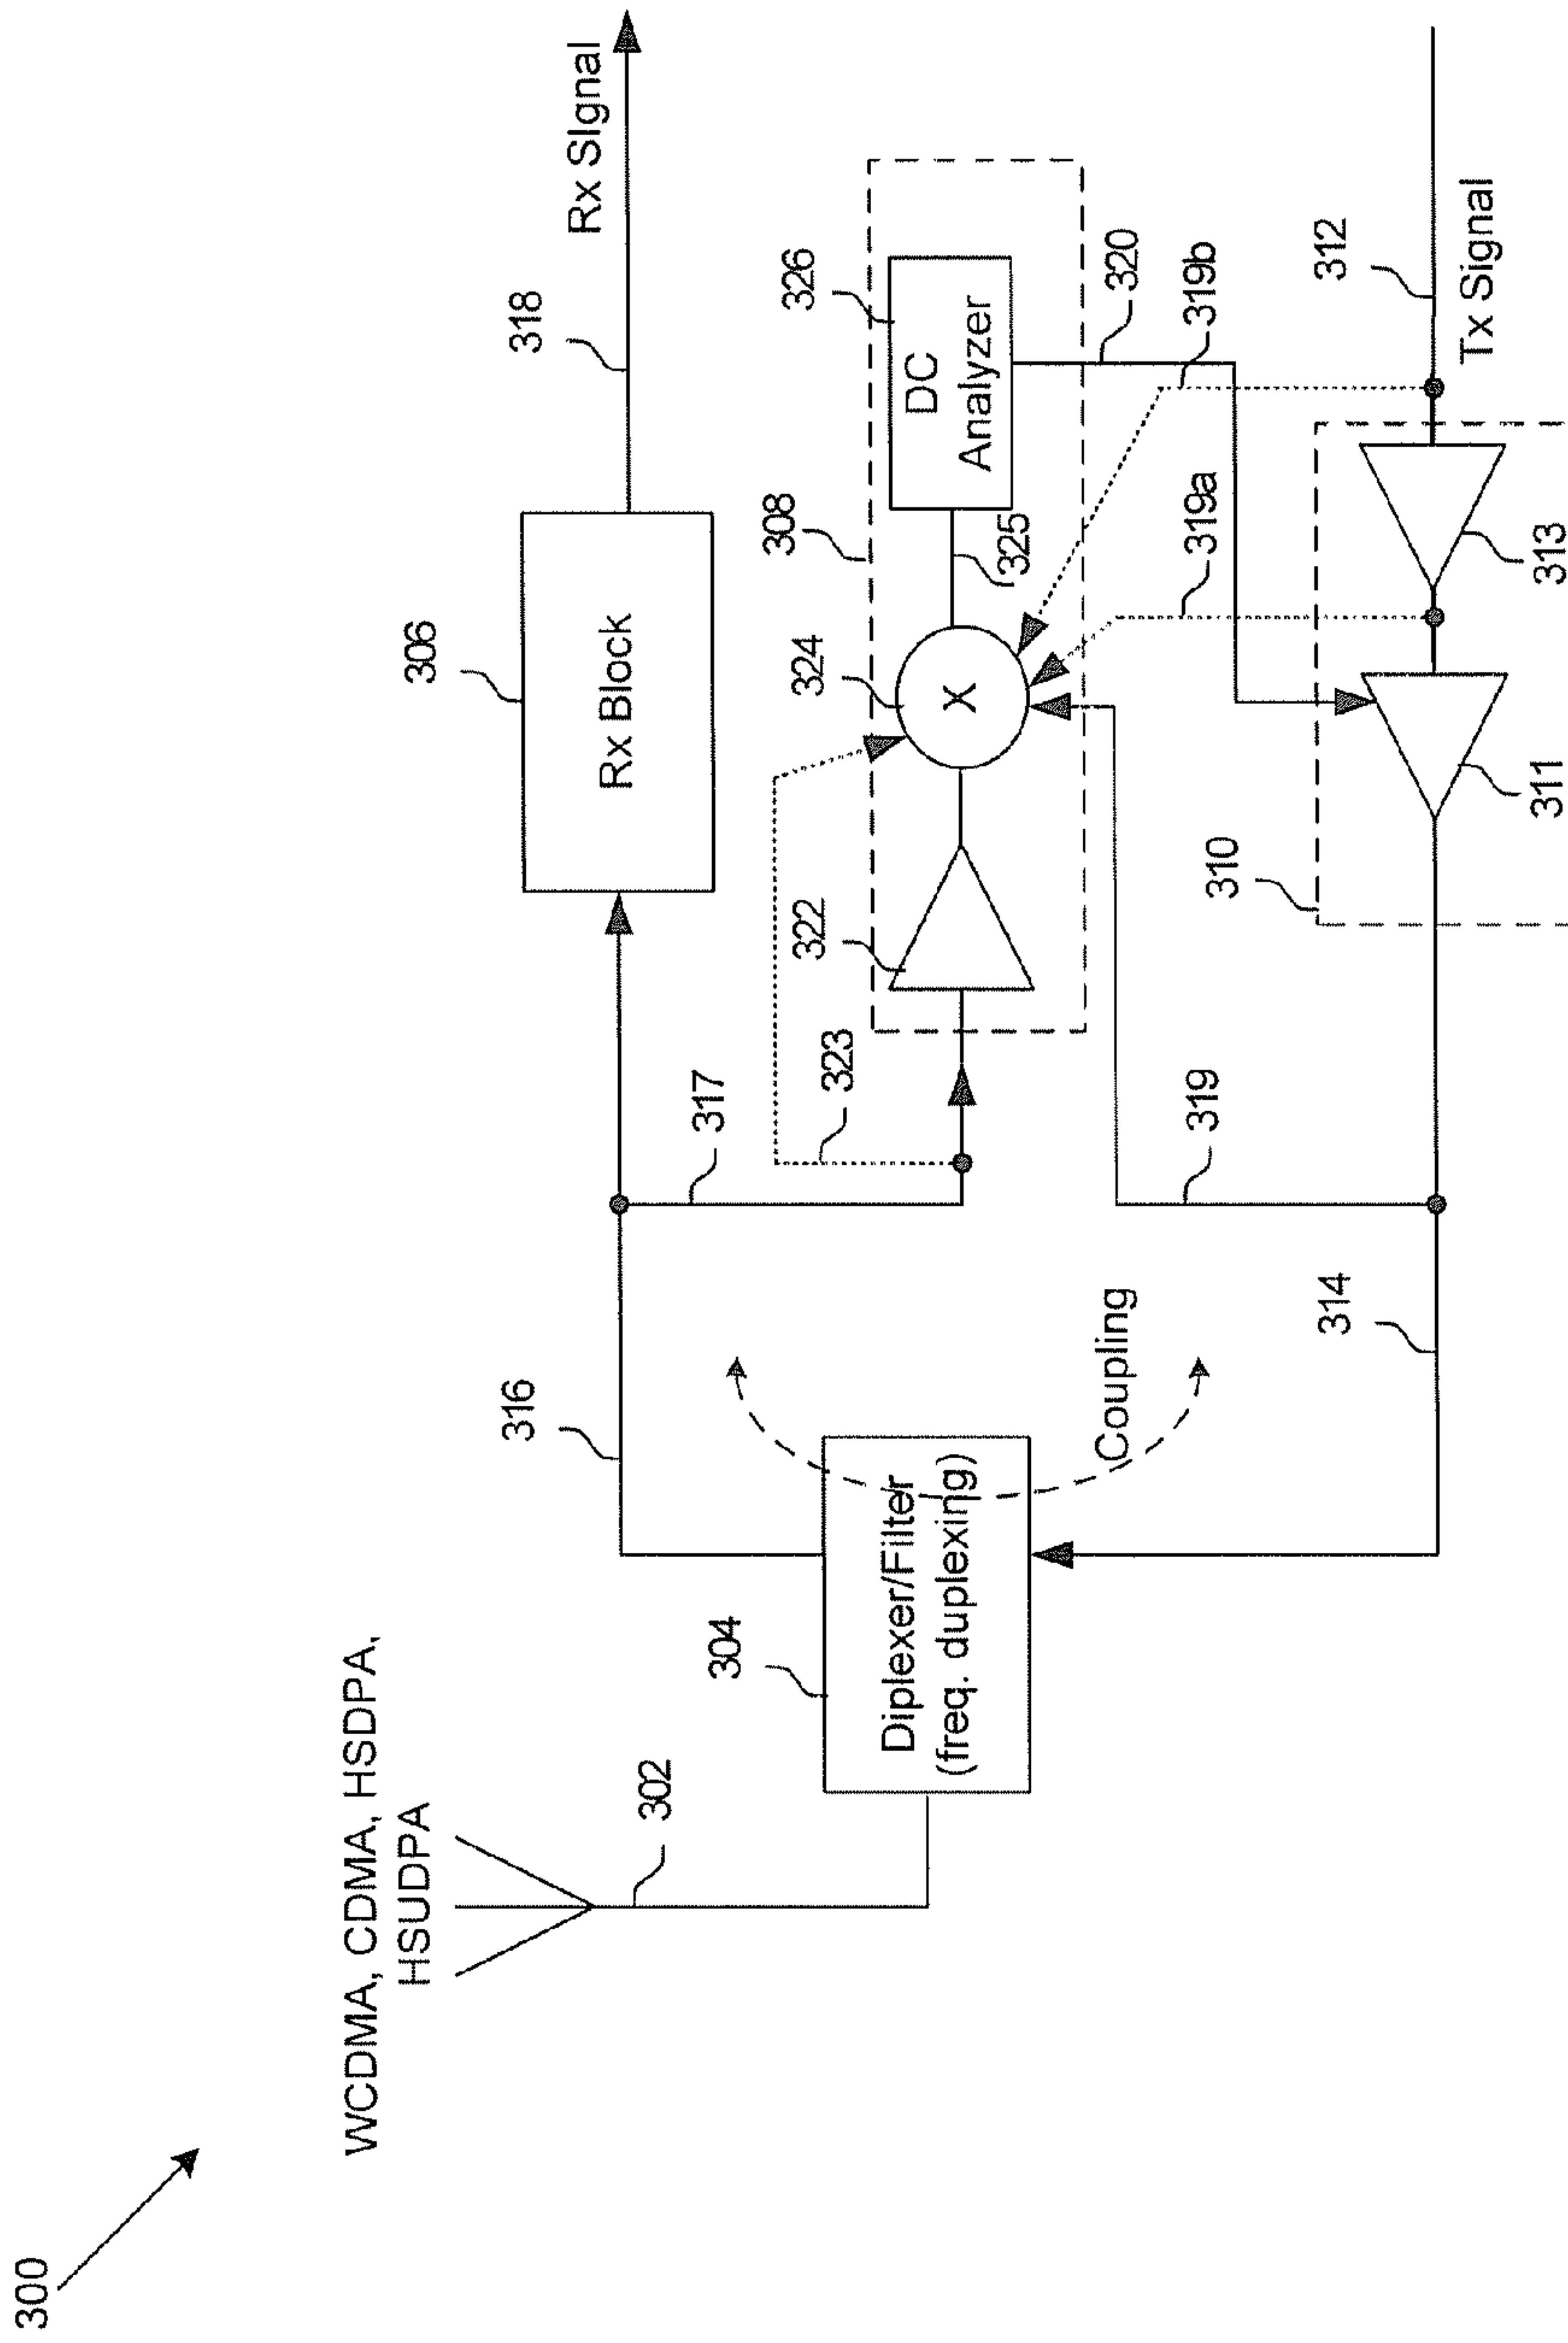 300
WCDMA, CDMA, HSDPA,
HSUDPA
302
304
Diplexer/Filter
(freq. duplexing)
316
Coupling
314
317
323
319
306
Rx Block
318
Rx SIgnal
308
322
324
X
325
326
DC
Analyzer
320
319b
319a
310
311
313
312
Tx Signal